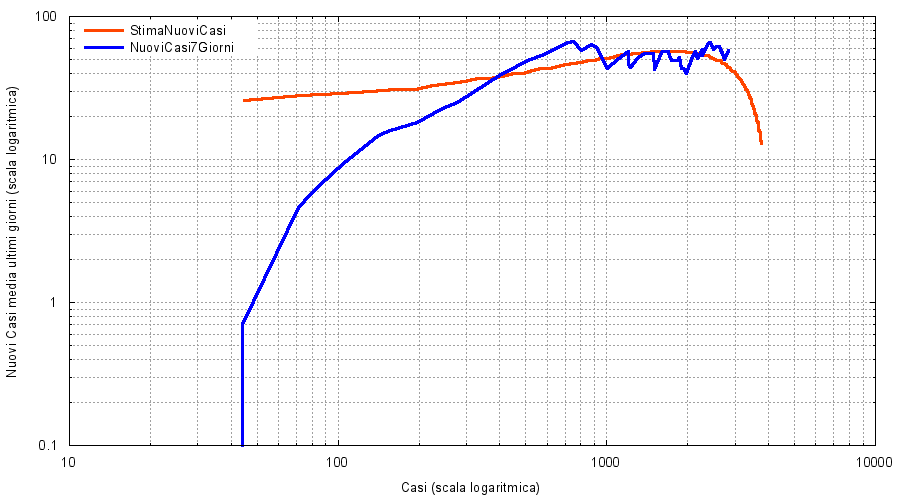 100
StimaNuoviCasi
NuoviCasi7Giorni
10
1
0.1
Nuovi Casi media ultimi giorni (scala logaritmica)
10
100
1000
10000
Casi (scala logaritmica)